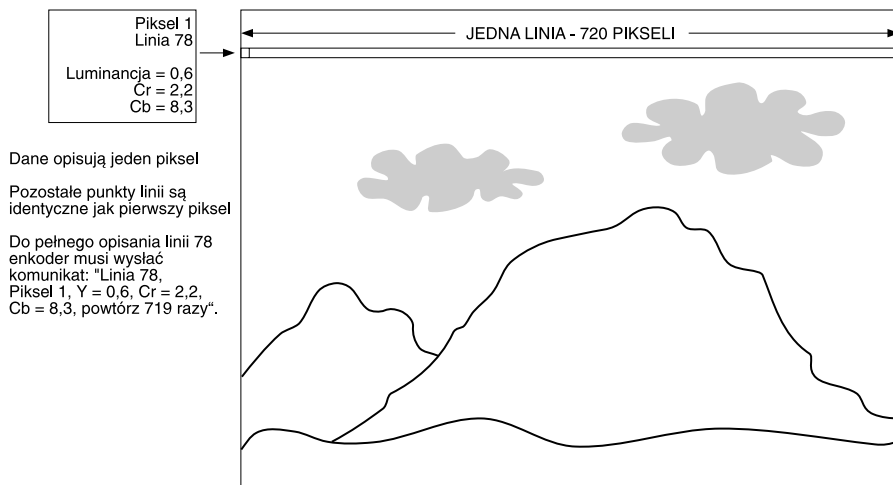 Piksel 1
Linia 78
Luminancja = 0,6
Cr = 2,2
Cb = 8,3
JEDNA LINIA - 720 PIKSELI
Dane opisują jeden piksel
Pozostałe punkty linii są
identyczne jak pierwszy piksel
Do pełnego opisania linii 78
enkoder musi wysłać
komunikat: "Linia 78,
Piksel 1, Y = 0,6, Cr = 2,2,
Cb = 8,3, powtórz 719 razy“.